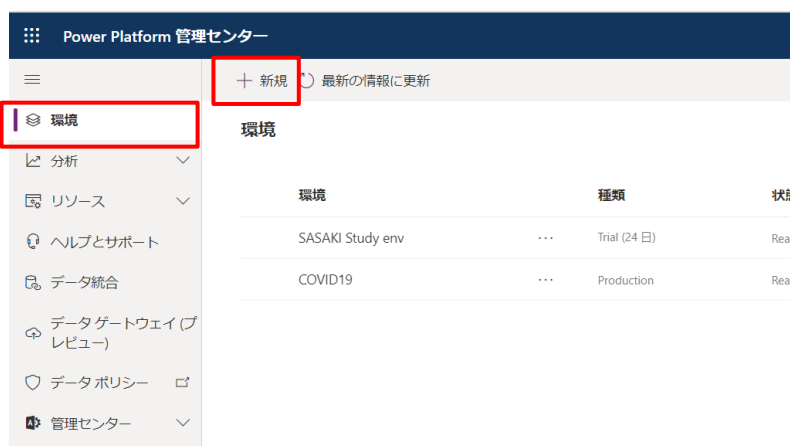 Power Platform 管理センター
新規 最新の情報に更新
環境
分析
リソース
ヘルプとサポート
データ統合
データ ゲートウェイ (プ
レビュー)
データ ポリシー
管理センター
環境
環境 種類
SASAKI Study env ... Trial (24 日)
COVID19 ... Production